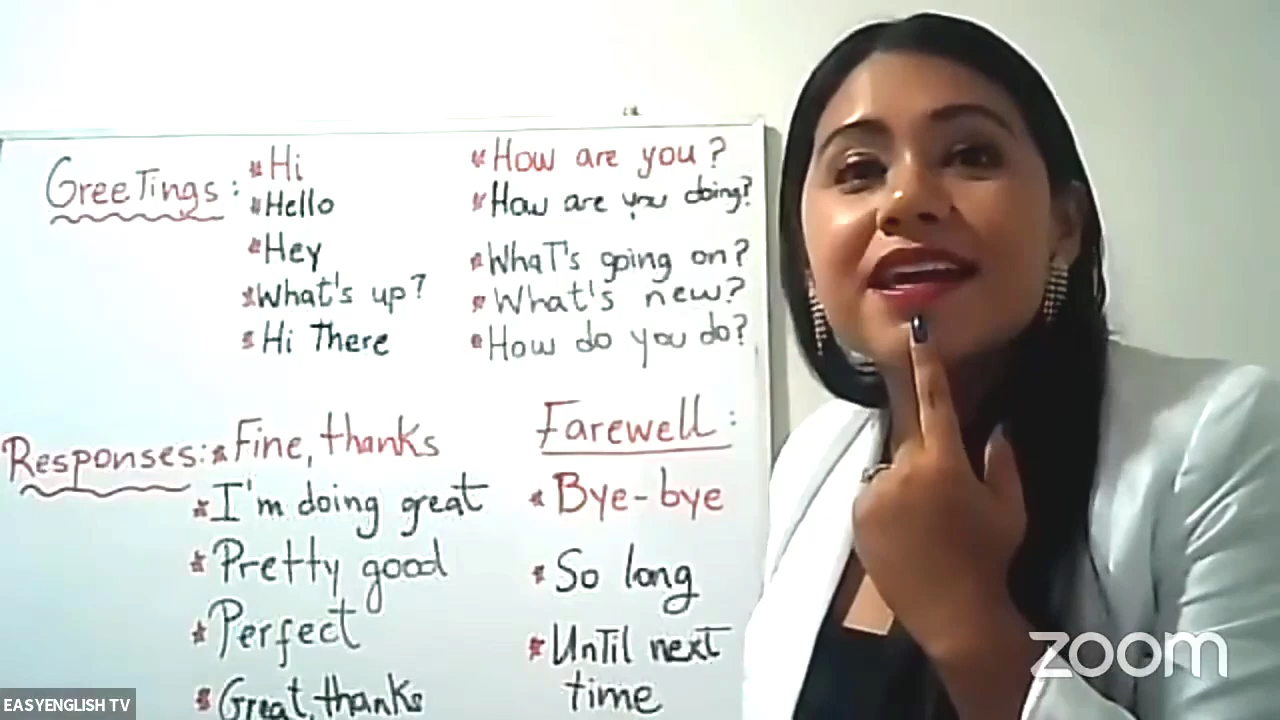 Greetings:
* Hi
* Hello
* Hey
* What's up?
* Hi There
* How are you?
* How are you doing?
* What's going on?
* What's new?
* How do you do?
Responses:
* Fine, thanks
* I'm doing great
* Pretty good
* Perfect
* Great, thanks
Farewell:
* Bye-bye
* So long
* Until next
time
EASYENGLISH TV
zoom